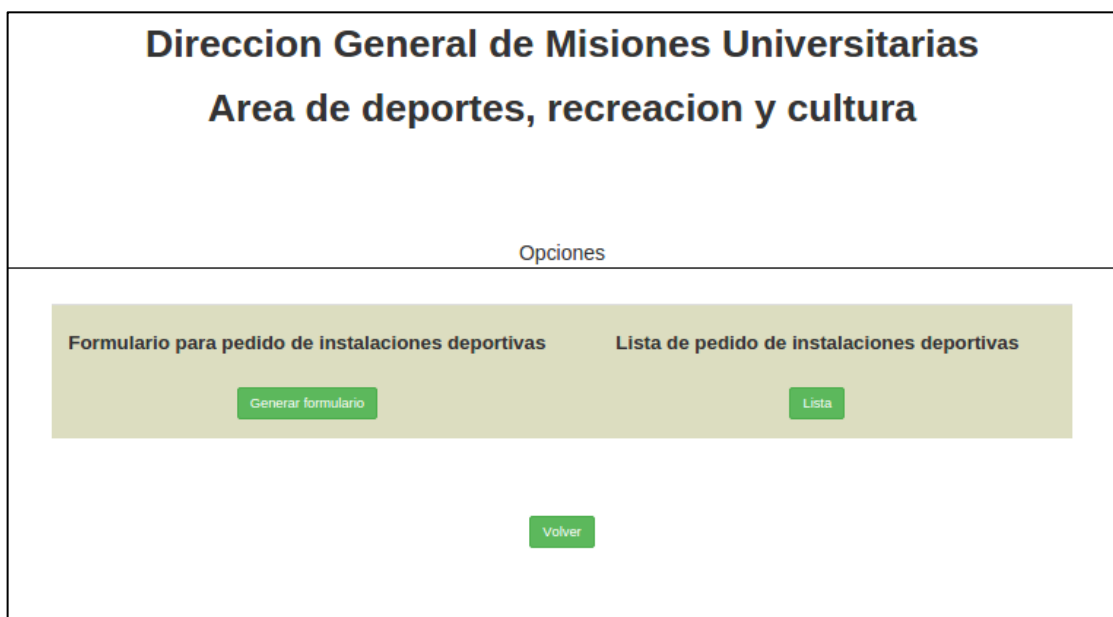 Direccion General de Misiones Universitarias
Area de deportes, recreacion y cultura
Opciones
Formulario para pedido de instalaciones deportivas
Lista de pedido de instalaciones deportivas
Generar formulario
Lista
Volver